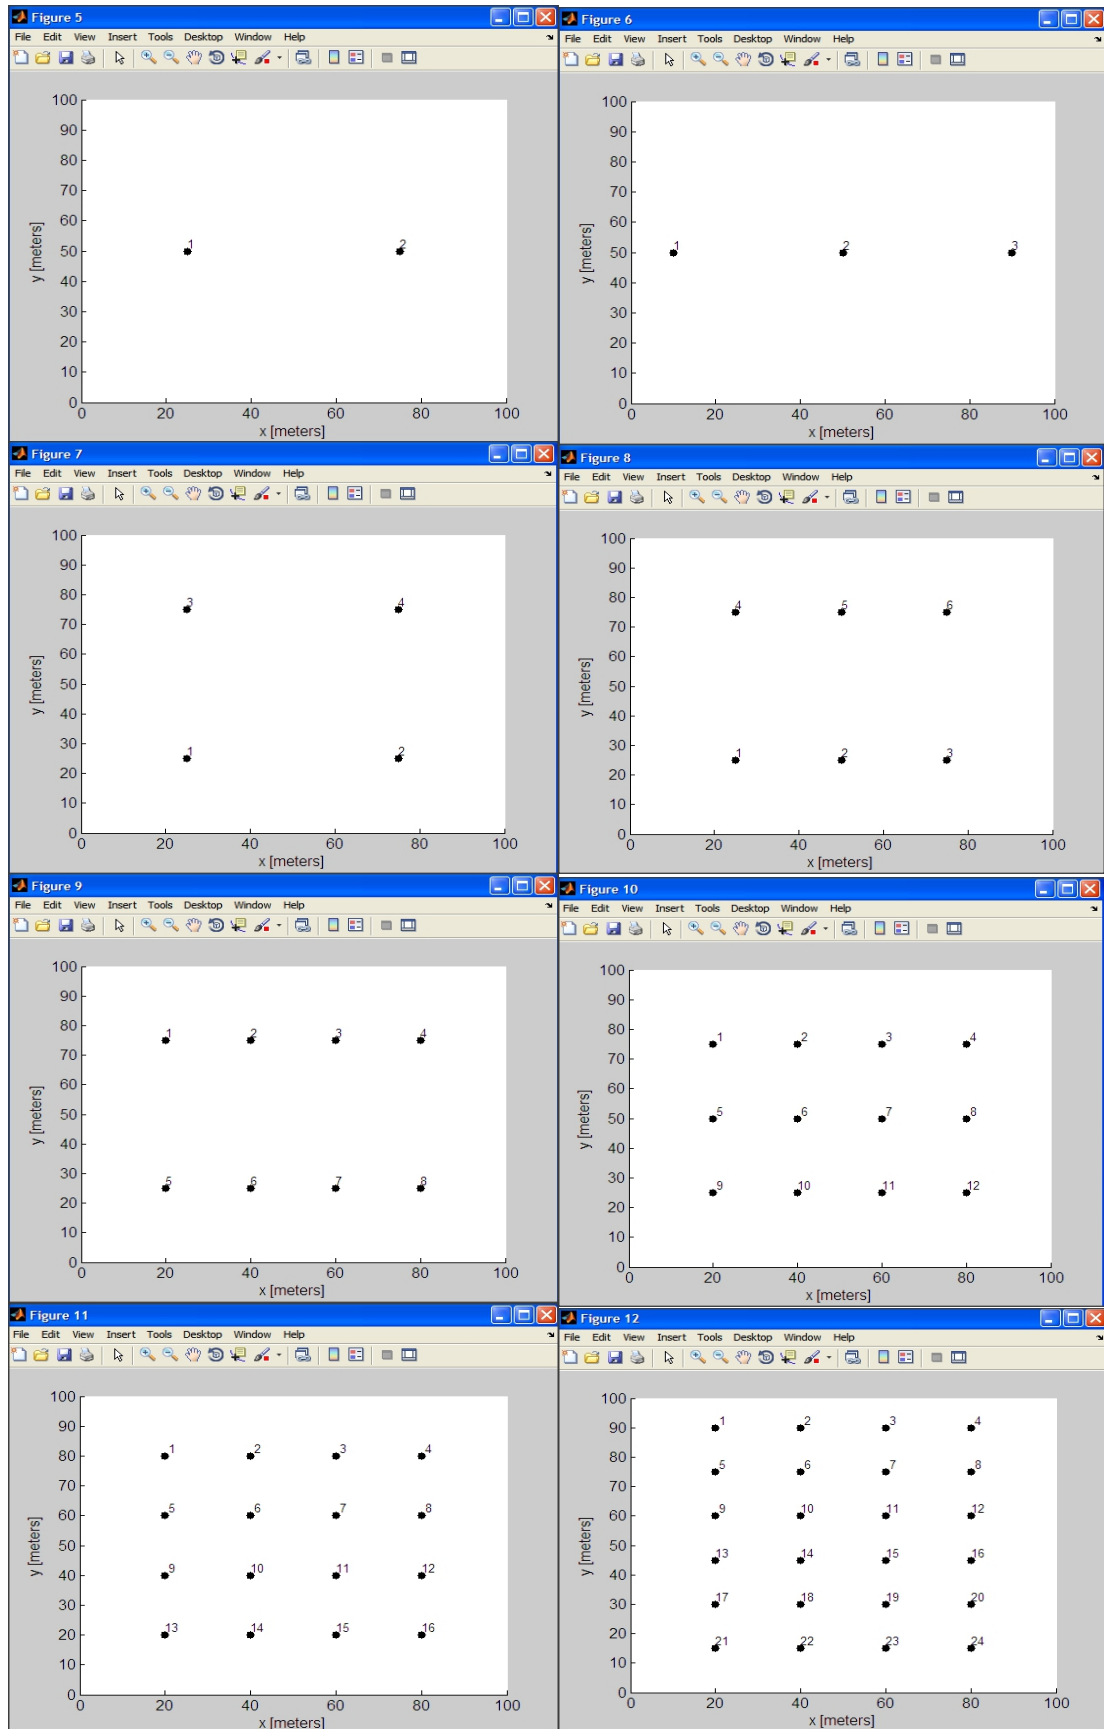 Figure 5
File Edit View Insert Tools Desktop Window Help
100
90
80
70
60
50
40
30
20
10
0
y [meters]
1 2
0 20 40 60 80 100
x [meters]
Figure 6
File Edit View Insert Tools Desktop Window Help
100
90
80
70
60
50
40
30
20
10
0
y [meters]
1 2 3
0 20 40 60 80 100
x [meters]
Figure 7
File Edit View Insert Tools Desktop Window Help
100
90
80
70
60
50
40
30
20
10
0
y [meters]
3 4
1 2
0 20 40 60 80 100
x [meters]
Figure 8
File Edit View Insert Tools Desktop Window Help
100
90
80
70
60
50
40
30
20
10
0
y [meters]
4 5 6
1 2 3
0 20 40 60 80 100
x [meters]
Figure 9
File Edit View Insert Tools Desktop Window Help
100
90
80
70
60
50
40
30
20
10
0
y [meters]
1 2 3 4
5 6 7 8
0 20 40 60 80 100
x [meters]
Figure 10
File Edit View Insert Tools Desktop Window Help
100
90
80
70
60
50
40
30
20
10
0
y [meters]
1 2 3 4
5 6 7 8
9 10 11 12
0 20 40 60 80 100
x [meters]
Figure 11
File Edit View Insert Tools Desktop Window Help
100
90
80
70
60
50
40
30
20
10
0
y [meters]
1 2 3 4
5 6 7 8
9 10 11 12
13 14 15 16
0 20 40 60 80 100
x [meters]
Figure 12
File Edit View Insert Tools Desktop Window Help
100
90
80
70
60
50
40
30
20
10
0
y [meters]
1 2 3 4
5 6 7 8
9 10 11 12
13 14 15 16
17 18 19 20
21 22 23 24
0 20 40 60 80 100
x [meters]